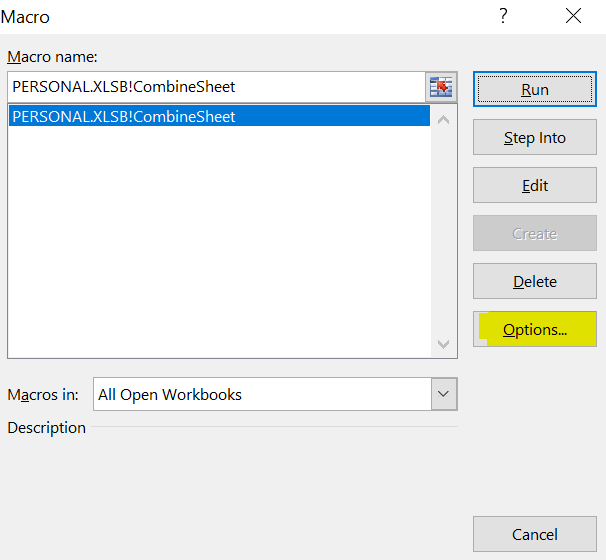 Macro
?
Macro name:
PERSONAL.XLSB!CombineSheet
PERSONAL.XLSB!CombineSheet
Run
Step Into
Edit
Create
Delete
Options...
Macros in:
All Open Workbooks
Description
Cancel